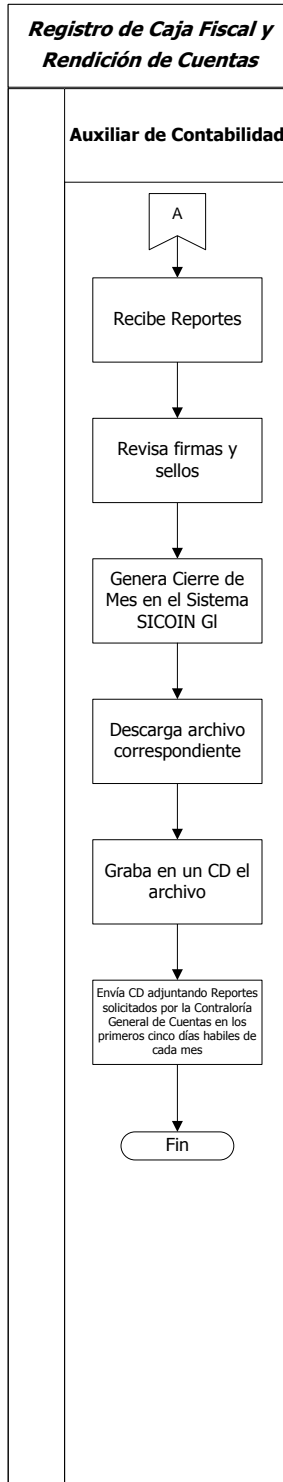 Registro de Caja Fiscal y
Rendición de Cuentas
Auxiliar de Contabilidad
A
Recibe Reportes
Revisa firmas y
sellos
Genera Cierre de
Mes en el Sistema
SICOIN Gl
Descarga archivo
correspondiente
Graba en un CD el
archivo
Envía CD adjuntando Reportes
solicitados por la Contraloría
General de Cuentas en los
primeros cinco días habiles de
cada mes
Fin